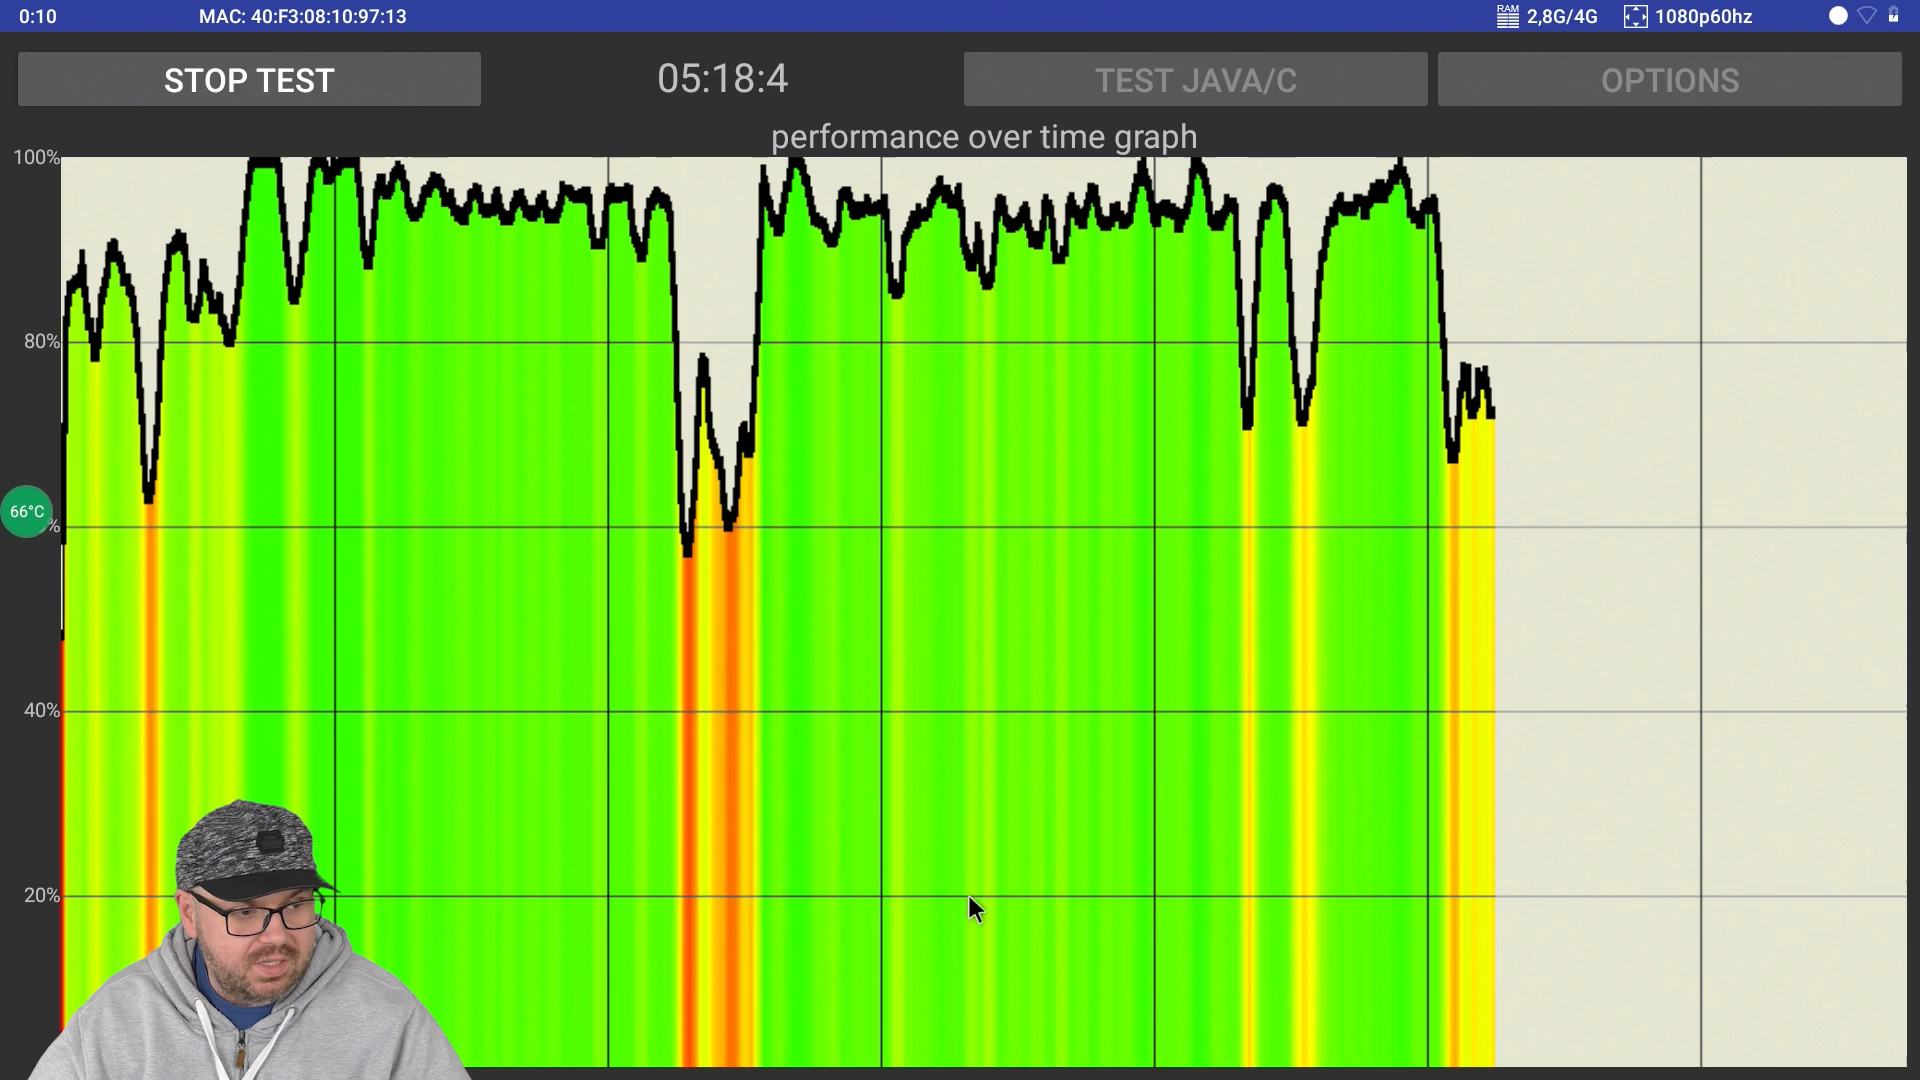 0:10 MAC: 40:F3:08:10:97:13 RAM 2,8G/4G 1080p60hz
STOP TEST 05:18:4 TEST JAVA/C OPTIONS
performance over time graph
100%
80%
66°C %
40%
20%